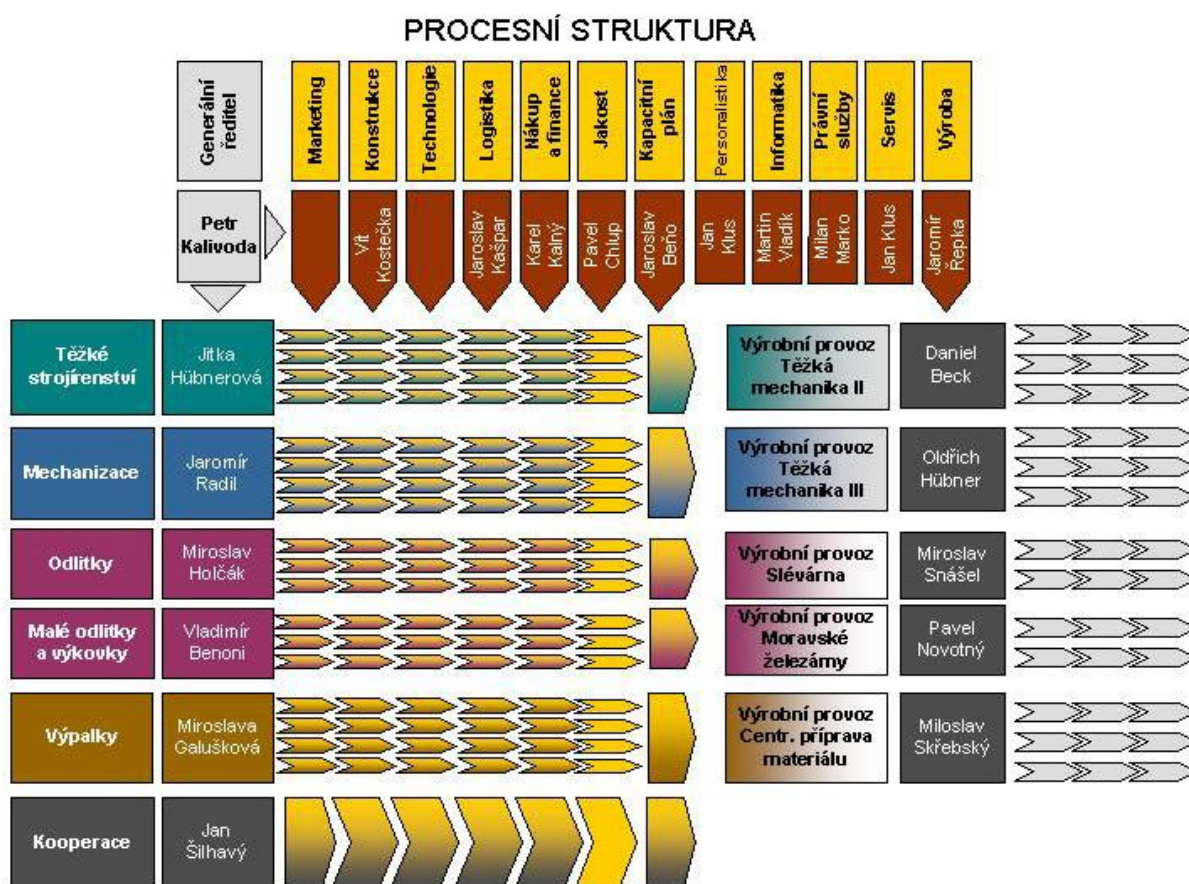 PROCESNÍ STRUKTURA
Generální
ředitel
Marketing
Konstrukce
Technologie
Logistika
Nákup
a finance
Jakost
Kapacitní
plán
Personalistika
Informatika
Právní
služby
Servis
Výroba
Petr
Kalivoda
Vít
Kostečka
Jaroslav
Kašpar
Karel
Kalný
Pavel
Chlup
Jaroslav
Beňo
Jan
Klus
Martin
Vladík
Milan
Marko
Jan Klus
Jaromír
Řepka
Těžké
strojírenství
Jitka
Hübnerová
Výrobní provoz
Těžká
mechanika II
Daniel
Beck
Mechanizace
Jaromír
Radil
Výrobní provoz
Těžká
mechanika III
Oldřich
Hübner
Odlitky
Miroslav
Holčák
Výrobní provoz
Slévárna
Miroslav
Snášel
Malé odlitky
a výkovky
Vladimír
Benoni
Výrobní provoz
Moravské
železárny
Pavel
Novotný
Výpalky
Miroslava
Galušková
Výrobní provoz
Centr. příprava
materiálu
Miloslav
Skřebský
Kooperace
Jan
Šilhavý